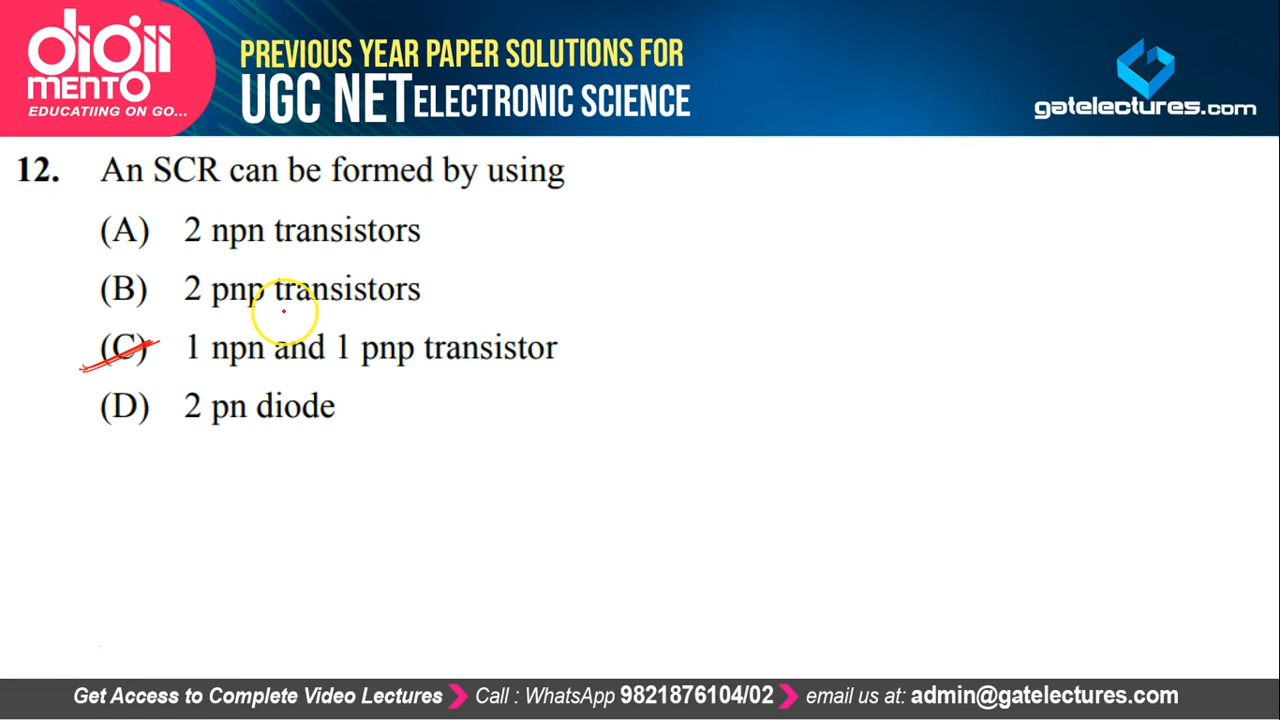 dioii
MENTO
EDUCATIING ON GO...
PREVIOUS YEAR PAPER SOLUTIONS FOR
UGC NET ELECTRONIC SCIENCE
gatelectures.com
12. An SCR can be formed by using
(A) 2 npn transistors
(B) 2 pnp transistors
(C) 1 npn and 1 pnp transistor
(D) 2 pn diode
Get Access to Complete Video Lectures Call : WhatsApp 9821876104/02 email us at: admin@gatelectures.com